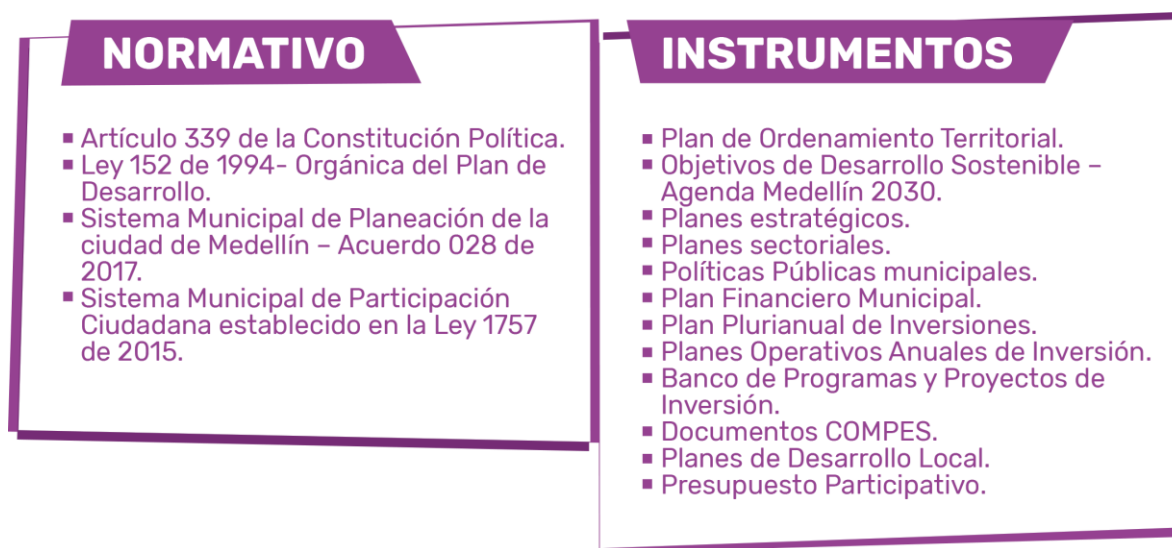 NORMATIVO
▪ Artículo 339 de la Constitución Política.
▪ Ley 152 de 1994- Orgánica del Plan de
Desarrollo.
▪ Sistema Municipal de Planeación de la
ciudad de Medellín – Acuerdo 028 de
2017.
▪ Sistema Municipal de Participación
Ciudadana establecido en la Ley 1757
de 2015.
INSTRUMENTOS
▪ Plan de Ordenamiento Territorial.
▪ Objetivos de Desarrollo Sostenible –
Agenda Medellín 2030.
▪ Planes estratégicos.
▪ Planes sectoriales.
▪ Políticas Públicas municipales.
▪ Plan Financiero Municipal.
▪ Plan Plurianual de Inversiones.
▪ Planes Operativos Anuales de Inversión.
▪ Banco de Programas y Proyectos de
Inversión.
▪ Documentos COMPES.
▪ Planes de Desarrollo Local.
▪ Presupuesto Participativo.